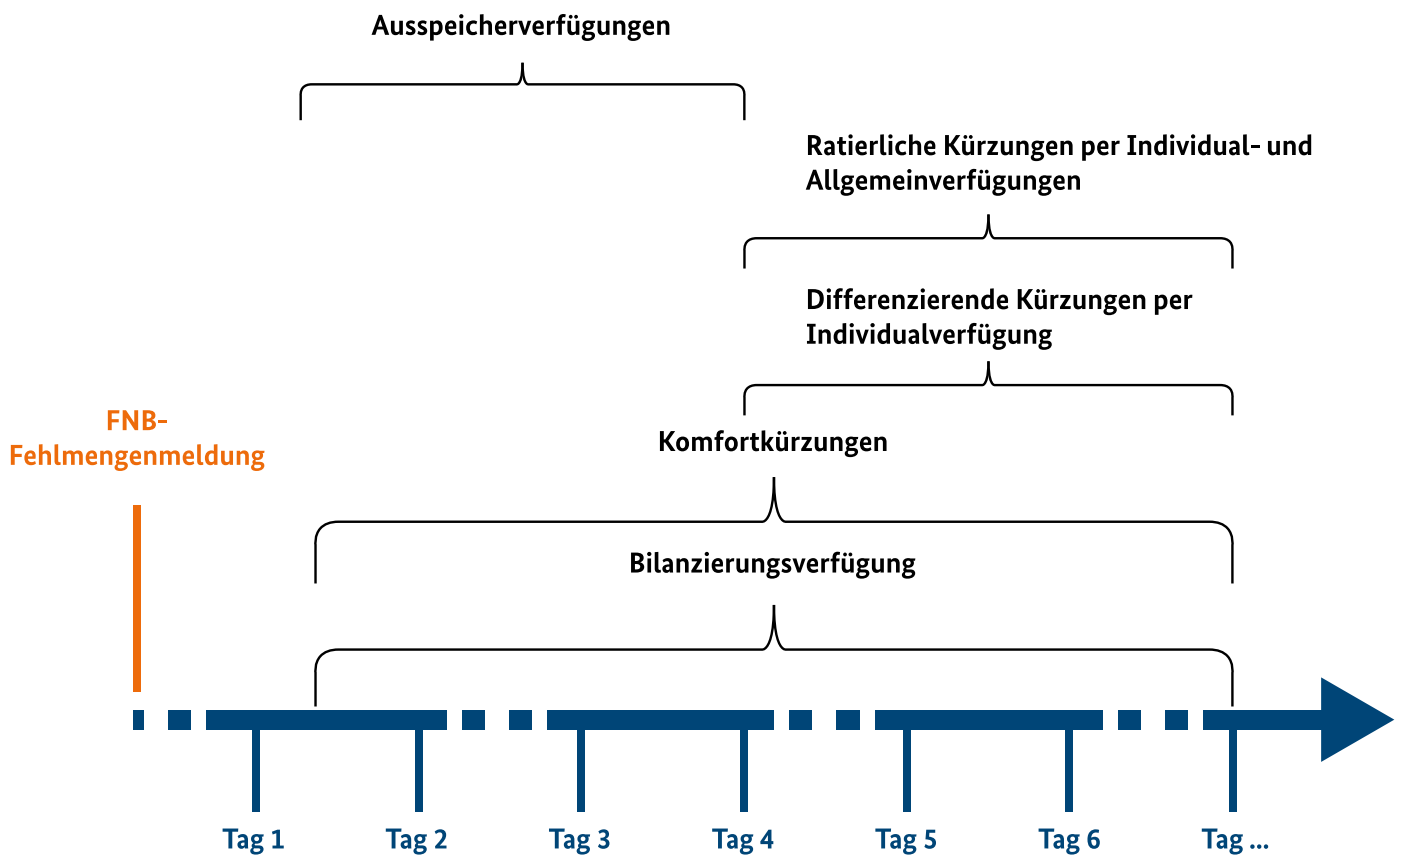 Ausspeicherverfügungen
Ratierliche Kürzungen per Individual- und
Allgemeinverfügungen
Differenzierende Kürzungen per
Individualverfügung
FNB-
Fehlmengenmeldung
Komfortkürzungen
Bilanzierungsverfügung
Tag 1
Tag 2
Tag 3
Tag 4
Tag 5
Tag 6
Tag ...